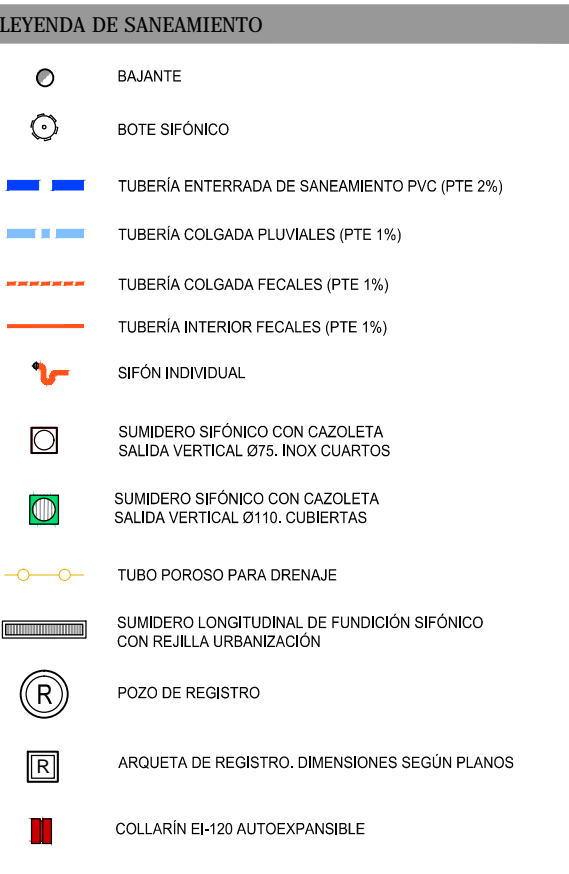 LEYENDA DE SANEAMIENTO
BAJANTE
BOTE SIFÓNICO
TUBERÍA ENTERRADA DE SANEAMIENTO PVC (PTE 2%)
TUBERÍA COLGADA PLUVIALES (PTE 1%)
TUBERÍA COLGADA FECALES (PTE 1%)
TUBERÍA INTERIOR FECALES (PTE 1%)
SIFÓN INDIVIDUAL
SUMIDERO SIFÓNICO CON CAZOLETA
SALIDA VERTICAL Ø75. INOX CUARTOS
SUMIDERO SIFÓNICO CON CAZOLETA
SALIDA VERTICAL Ø110. CUBIERTAS
TUBO POROSO PARA DRENAJE
SUMIDERO LONGITUDINAL DE FUNDICIÓN SIFÓNICO
CON REJILLA URBANIZACIÓN
R POZO DE REGISTRO
R ARQUETA DE REGISTRO. DIMENSIONES SEGÚN PLANOS
COLLARÍN EI-120 AUTOEXPANSIBLE